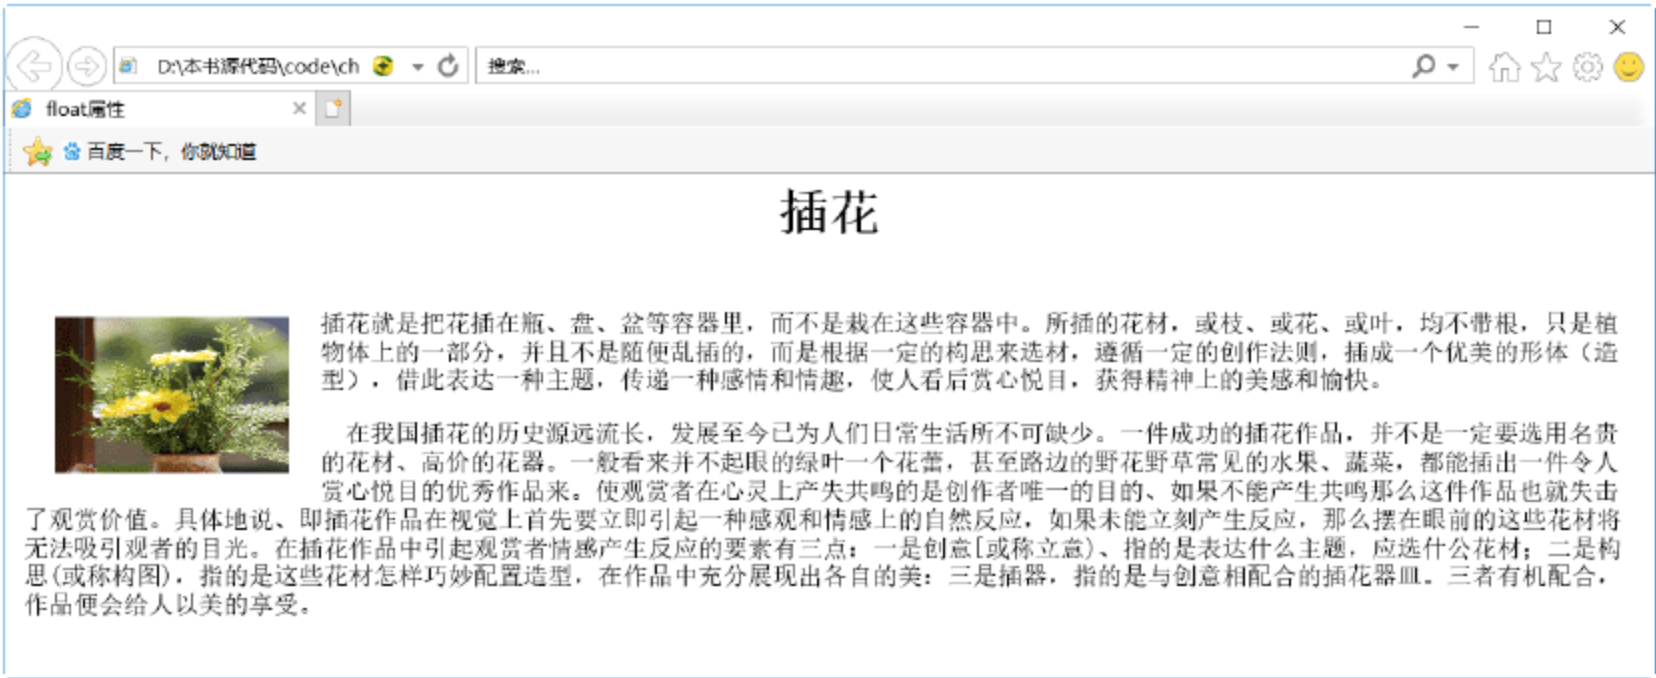 D:\本书源代码\code\ch
搜索...
float属性
百度一下，你就知道
插花
插花就是把花插在瓶、盘、盆等容器里，而不是栽在这些容器中。所插的花材，或枝、或花、或叶，均不带根，只是植
物体上的一部分，并且不是随便乱插的，而是根据一定的构思来选材，遵循一定的创作法则，插成一个优美的形体（造
型），借此表达一种主题，传递一种感情和情趣，使人看后赏心悦目，获得精神上的美感和愉快。
在我国插花的历史源远流长，发展至今已为人们日常生活所不可缺少。一件成功的插花作品，并不是一定要选用名贵
的花材、高价的花器。一般看来并不起眼的绿叶一个花蕾，甚至路边的野花野草常见的水果、蔬菜，都能插出一件令人
赏心悦目的优秀作品来。使观赏者在心灵上产失共鸣的是创作者唯一的目的、如果不能产生共鸣那么这件作品也就失击
了观赏价值。具体地说、即插花作品在视觉上首先要立即引起一种感观和情感上的自然反应，如果未能立刻产生反应，那么摆在眼前的这些花材将
无法吸引观者的目光。在插花作品中引起观赏者情感产生反应的要素有三点：一是创意[或称立意)、指的是表达什么主题，应选什公花材；二是构
思(或称构图)，指的是这些花材怎样巧妙配置造型，在作品中充分展现出各自的美：三是插器，指的是与创意相配合的插花器皿。三者有机配合，
作品便会给人以美的享受。